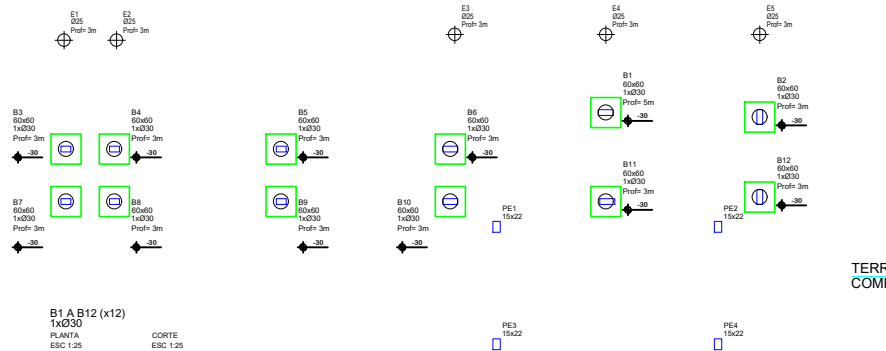 E1
Ø25
Prof= 3m
E2
Ø25
Prof= 3m
E3
Ø25
Prof= 3m
E4
Ø25
Prof= 3m
E5
Ø25
Prof= 3m
B1
60x60
1xØ30
Prof= 5m
-30
B2
60x60
1xØ30
Prof= 3m
-30
B3
60x60
1xØ30
Prof= 3m
-30
B4
60x60
1xØ30
Prof= 3m
-30
B5
60x60
1xØ30
Prof= 3m
-30
B6
60x60
1xØ30
Prof= 3m
-30
B7
60x60
1xØ30
Prof= 3m
-30
B8
60x60
1xØ30
Prof= 3m
-30
B9
60x60
1xØ30
Prof= 3m
-30
B10
60x60
1xØ30
Prof= 3m
-30
B11
60x60
1xØ30
Prof= 3m
-30
B12
60x60
1xØ30
Prof= 3m
-30
PE1
15x22
PE2
15x22
TERR
COM
B1 A B12 (x12)
1xØ30
PLANTA
ESC 1:25
CORTE
ESC 1:25
PE3
15x22
PE4
15x22